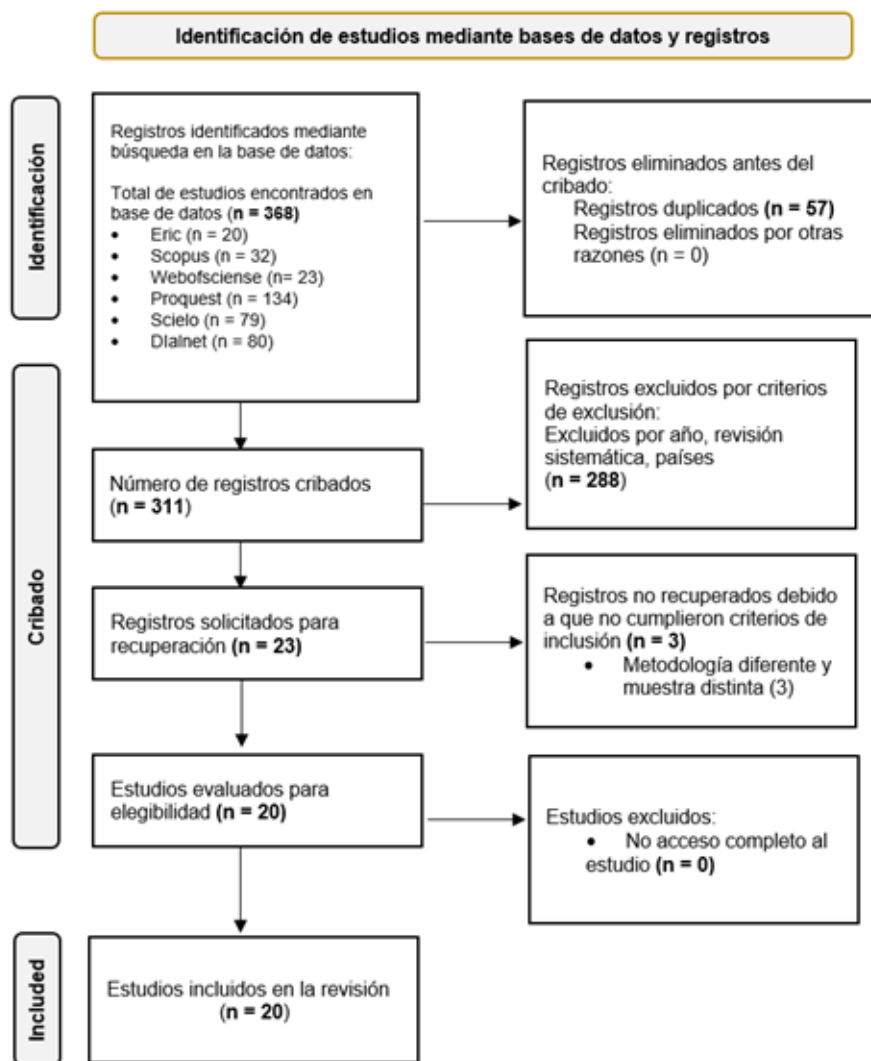 Identificación de estudios mediante bases de datos y registros
Identificación
Registros identificados mediante
búsqueda en la base de datos:
Total de estudios encontrados en
base de datos (n = 368)
• Eric (n = 20)
• Scopus (n = 32)
• Webofsciense (n= 23)
• Proquest (n = 134)
• Scielo (n = 79)
• DIalnet (n = 80)
Registros eliminados antes del
cribado:
Registros duplicados (n = 57)
Registros eliminados por otras
razones (n = 0)
Cribado
Número de registros cribados
(n = 311)
Registros excluidos por criterios
de exclusión:
Excluidos por año, revisión
sistemática, países
(n = 288)
Registros solicitados para
recuperación (n = 23)
Registros no recuperados debido
a que no cumplieron criterios de
inclusión (n = 3)
• Metodología diferente y
muestra distinta (3)
Estudios evaluados para
elegibilidad (n = 20)
Estudios excluidos:
• No acceso completo al
estudio (n = 0)
Included
Estudios incluidos en la revisión
(n = 20)